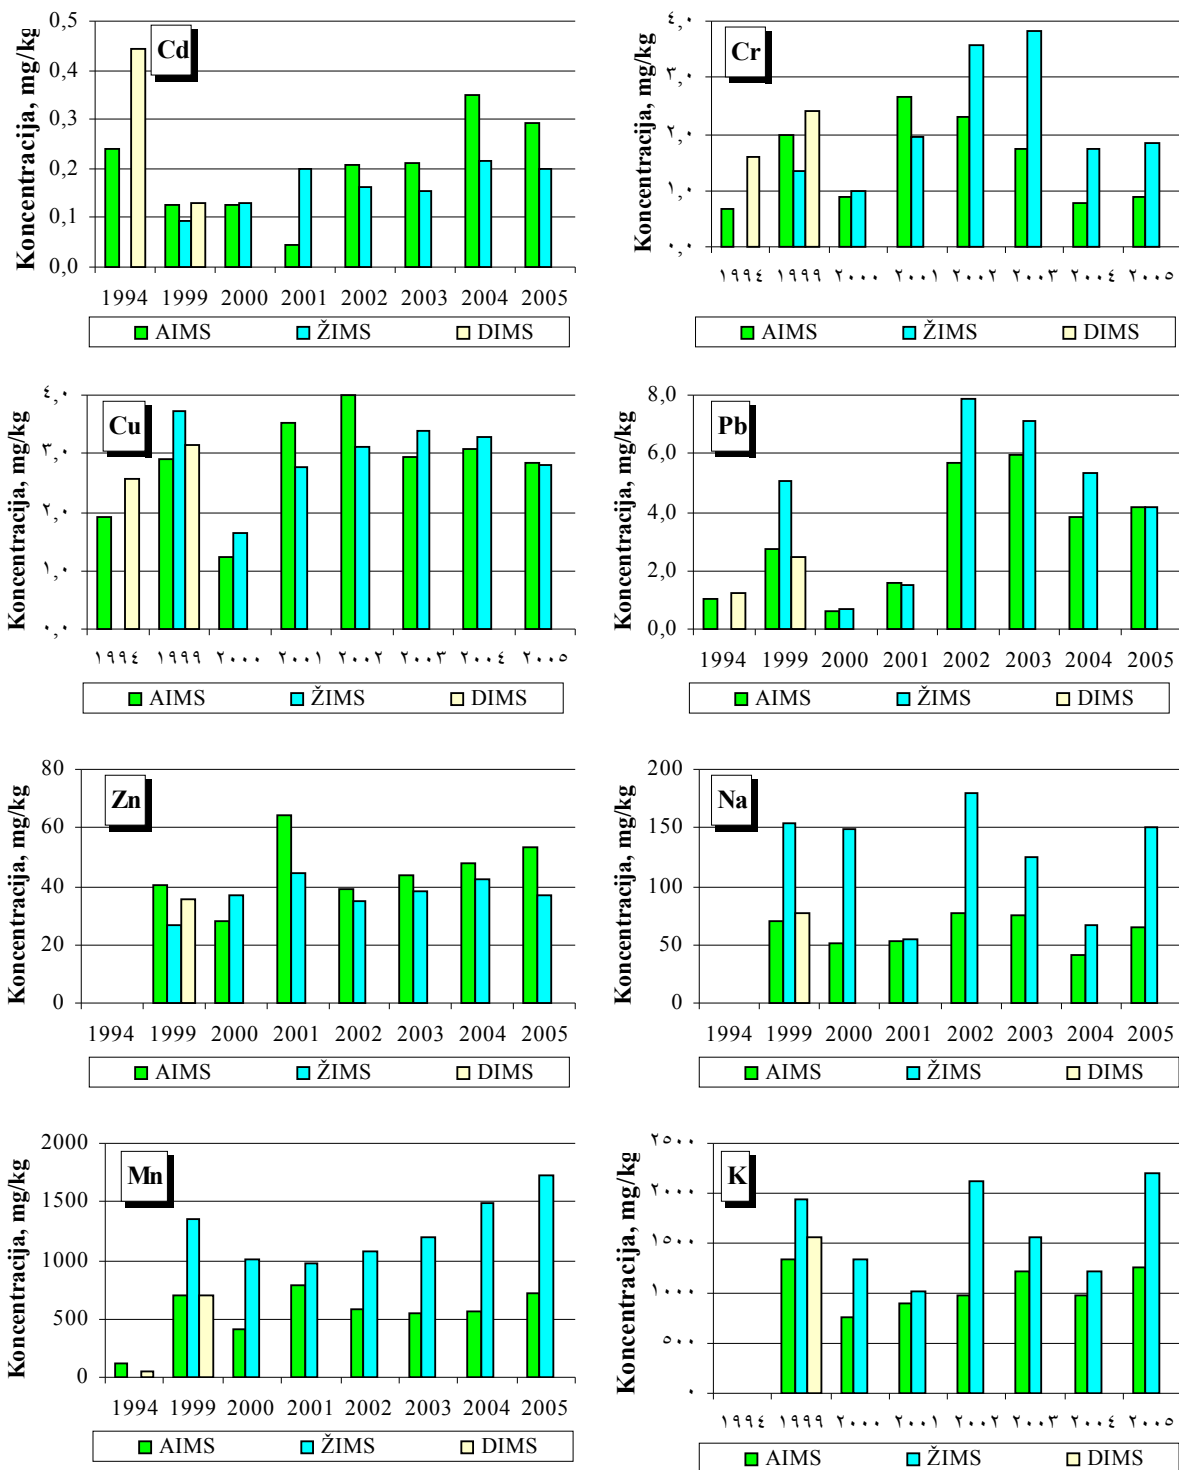 Cd
Koncentracija, mg/kg
0,5
0,4
0,3
0,2
0,1
0,0
1994 1999 2000 2001 2002 2003 2004 2005
AIMS ŽIMS DIMS
Cr
Koncentracija, mg/kg
٤,٠
٣,٠
٢,٠
١,٠
٠,٠
١٩٩٤ ١٩٩٩ ٢٠٠٠ ٢٠٠١ ٢٠٠٢ ٢٠٠٣ ٢٠٠٤ ٢٠٠٥
AIMS ŽIMS DIMS
Cu
Koncentracija, mg/kg
٤,٠
٣,٠
٢,٠
١,٠
٠,٠
١٩٩٤ ١٩٩٩ ٢٠٠٠ ٢٠٠١ ٢٠٠٢ ٢٠٠٣ ٢٠٠٤ ٢٠٠٥
AIMS ŽIMS DIMS
Pb
Koncentracija, mg/kg
8,0
6,0
4,0
2,0
0,0
1994 1999 2000 2001 2002 2003 2004 2005
AIMS ŽIMS DIMS
Zn
Koncentracija, mg/kg
80
60
40
20
0
1994 1999 2000 2001 2002 2003 2004 2005
AIMS ŽIMS DIMS
Na
Koncentracija, mg/kg
200
150
100
50
0
1994 1999 2000 2001 2002 2003 2004 2005
AIMS ŽIMS DIMS
Mn
Koncentracija, mg/kg
2000
1500
1000
500
0
1994 1999 2000 2001 2002 2003 2004 2005
AIMS ŽIMS DIMS
K
Koncentracija, mg/kg
٢٥٠٠
٢٠٠٠
١٥٠٠
١٠٠٠
٥٠٠
٠
١٩٩٤ ١٩٩٩ ٢٠٠٠ ٢٠٠١ ٢٠٠٢ ٢٠٠٣ ٢٠٠٤ ٢٠٠٥
AIMS ŽIMS DIMS